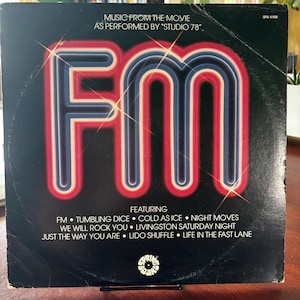 MUSIC FROM THE MOVIE
AS PERFORMED BY "STUDIO 78"
FM
FEATURING
FM • TUMBLING DICE • COLD AS ICE • NIGHT MOVES
WE WILL ROCK YOU • LIVINGSTON SATURDAY NIGHT
JUST THE WAY YOU ARE • LIDO SHUFFLE • LIFE IN THE FAST LANE